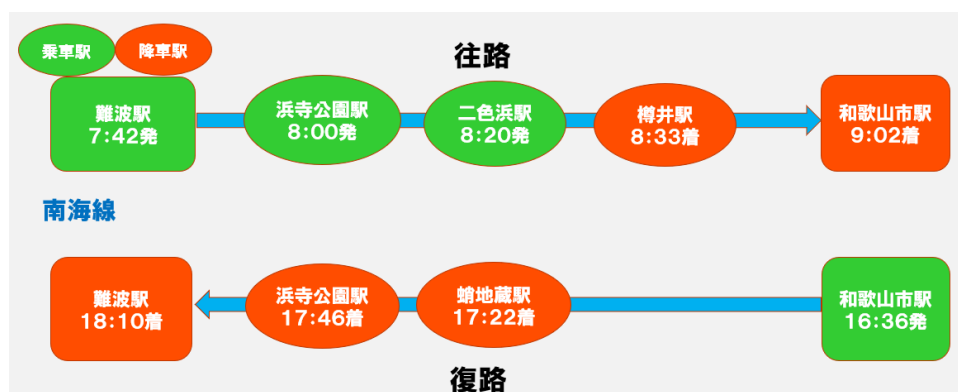 乗車駅
降車駅
往路
難波駅
7:42発
浜寺公園駅
8:00発
二色浜駅
8:20発
樽井駅
8:33着
和歌山市駅
9:02着
南海線
難波駅
18:10着
浜寺公園駅
17:46着
蛸地蔵駅
17:22着
和歌山市駅
16:36発
復路